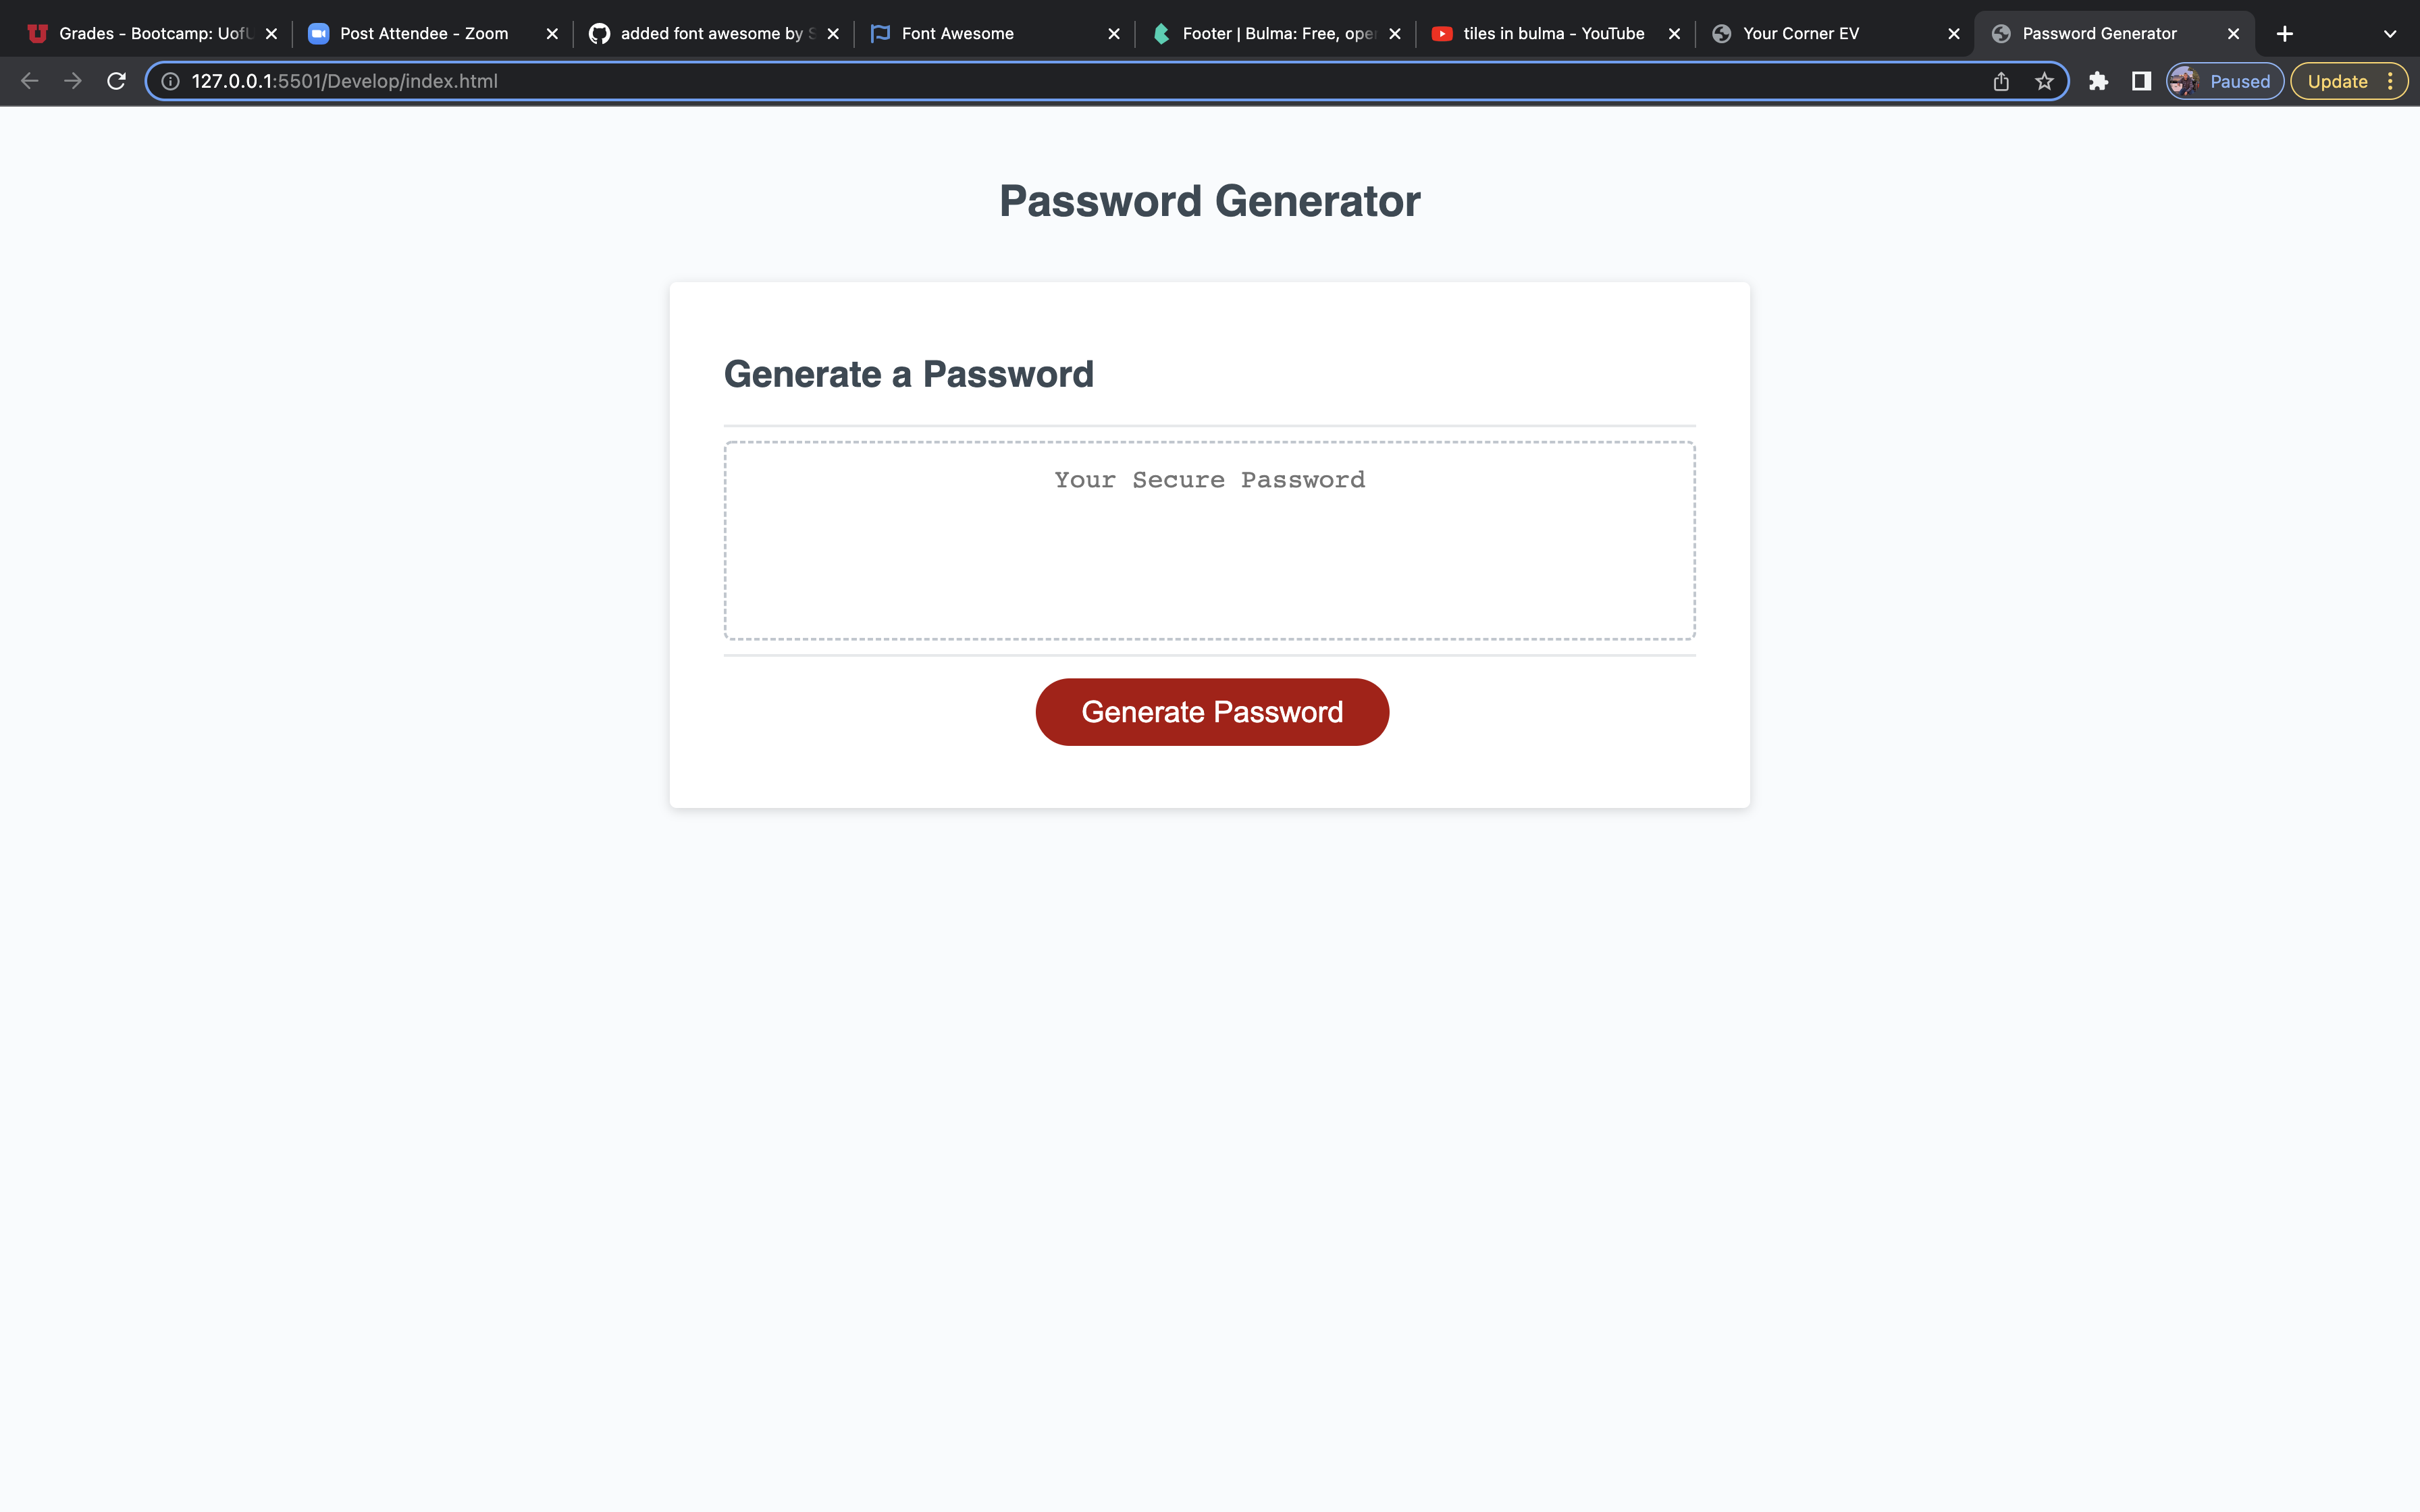 Grades - Bootcamp: UofU
Post Attendee - Zoom
added font awesome by S
Font Awesome
Footer | Bulma: Free, ope
tiles in bulma - YouTube
Your Corner EV
Password Generator
127.0.0.1:5501/Develop/index.html
Paused
Update
Password Generator
Generate a Password
Your Secure Password
Generate Password